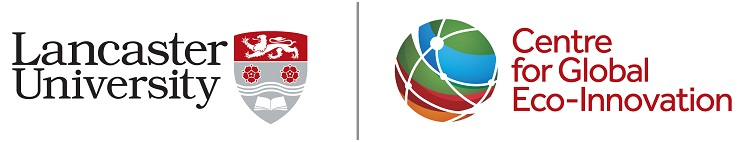 Lancaster
University
Centre
for Global
Eco-Innovation